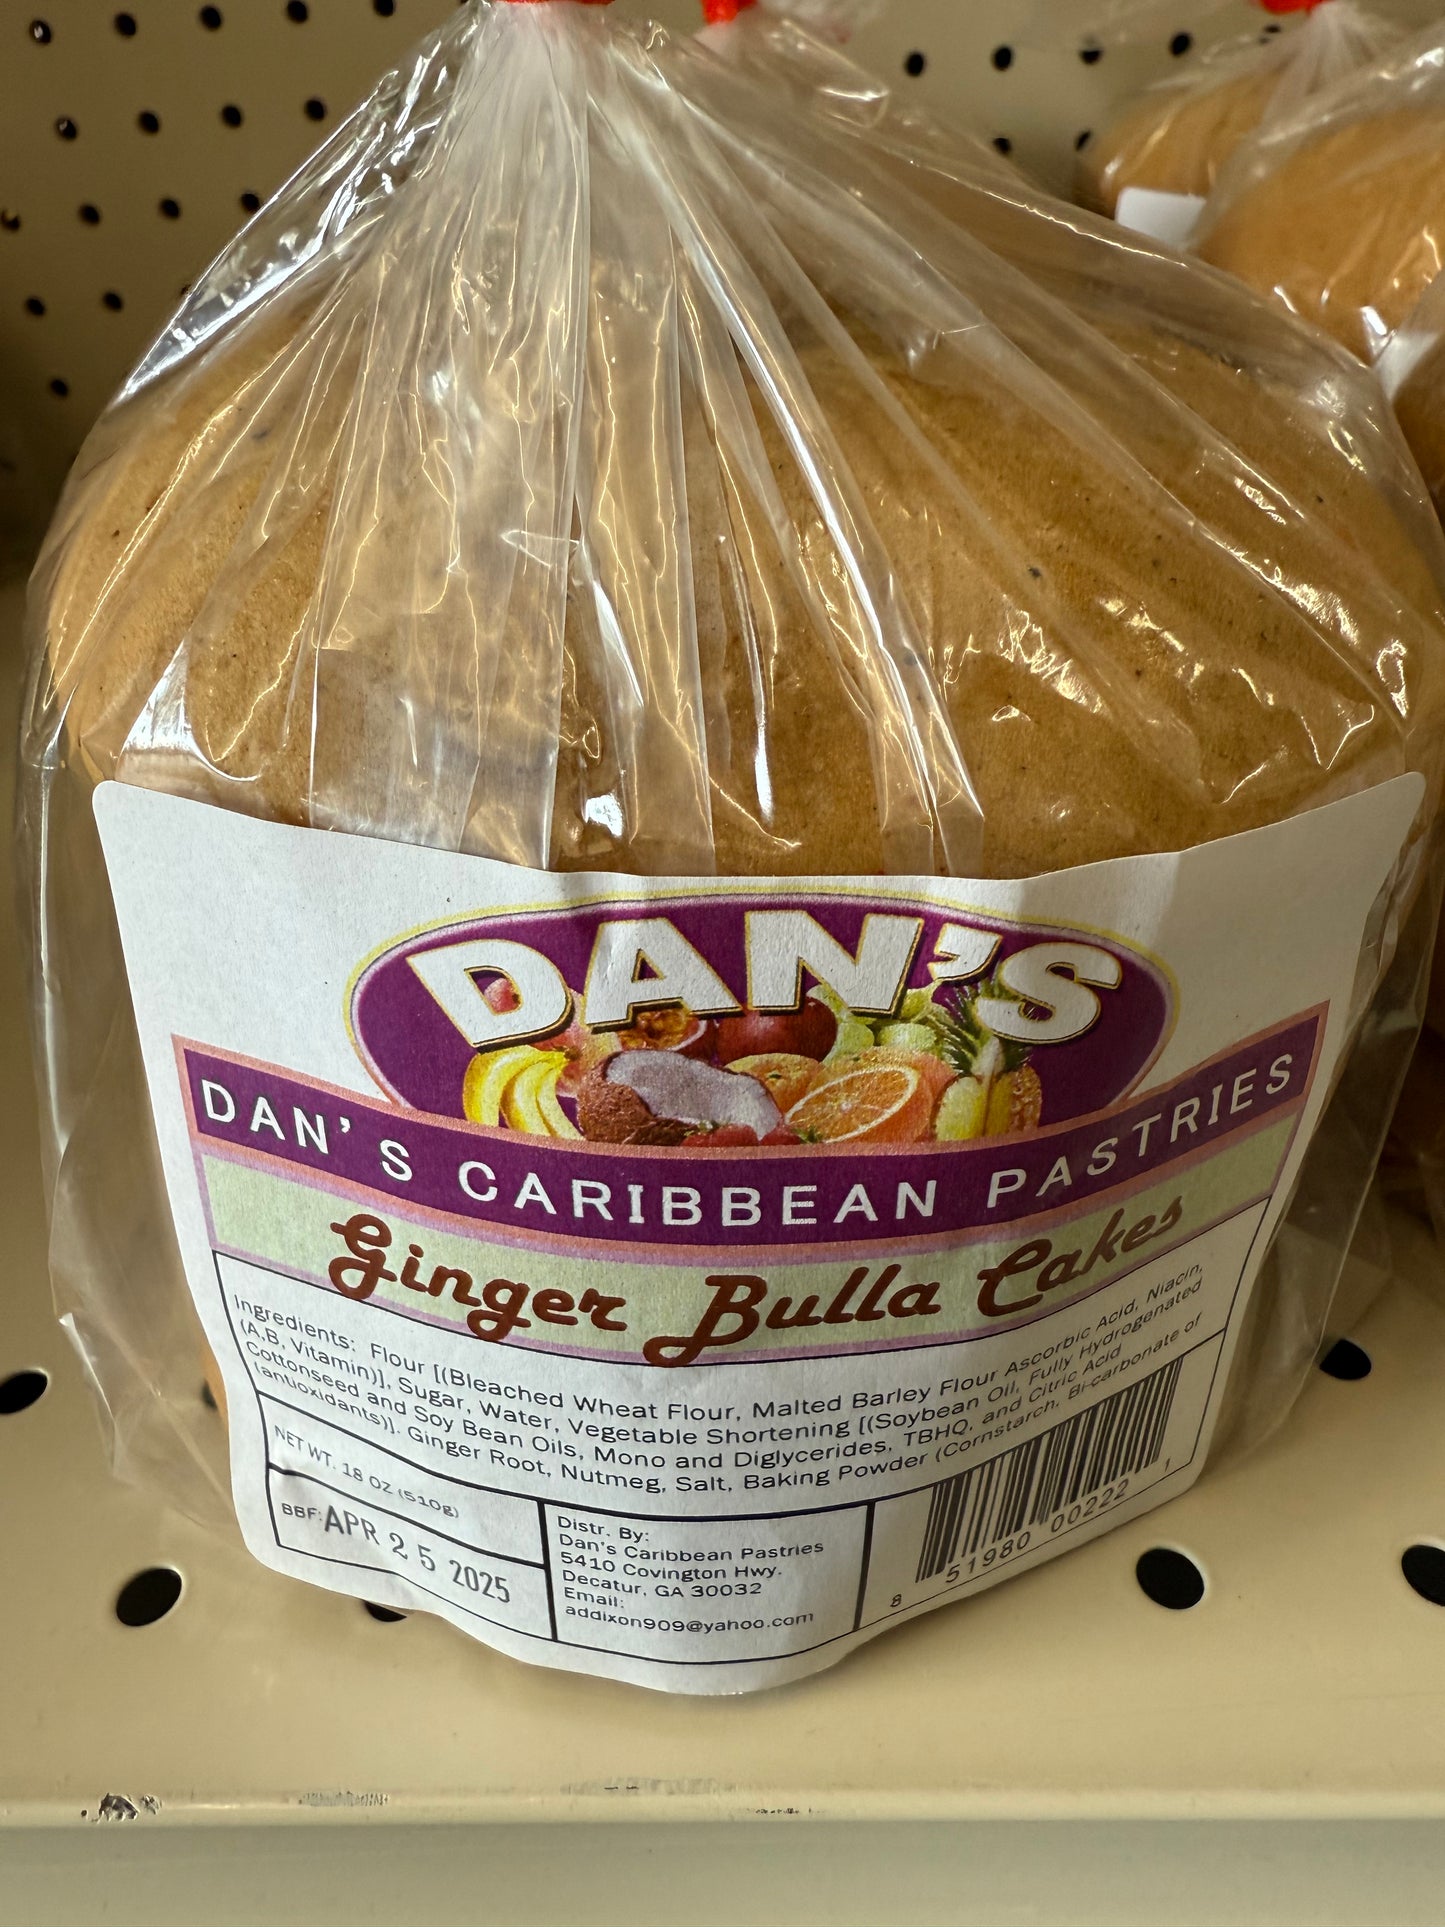 DAN'S
DAN'S CARIBBEAN PASTRIES
Ginger Bulla Cakes
Ingredients: Flour [(Bleached Wheat Flour, Malted Barley Flour Ascorbic Acid, Niacin,
(A,B, Vitamin)], Sugar, Water, Vegetable Shortening [(Soybean Oil, Fully Hydrogenated
Cottonseed and Soy Bean Oils, Mono and Diglycerides, TBHQ, and Citric Acid
(antioxidants)]. Ginger Root, Nutmeg, Salt, Baking Powder (Cornstarch, Bi-carbonate of
NET WT. 18 OZ (510g)
BBF: APR 25 2025
Distr. By:
Dan's Caribbean Pastries
5410 Covington Hwy.
Decatur, GA 30032
Email:
addixon909@yahoo.com
8 51980 00222 1